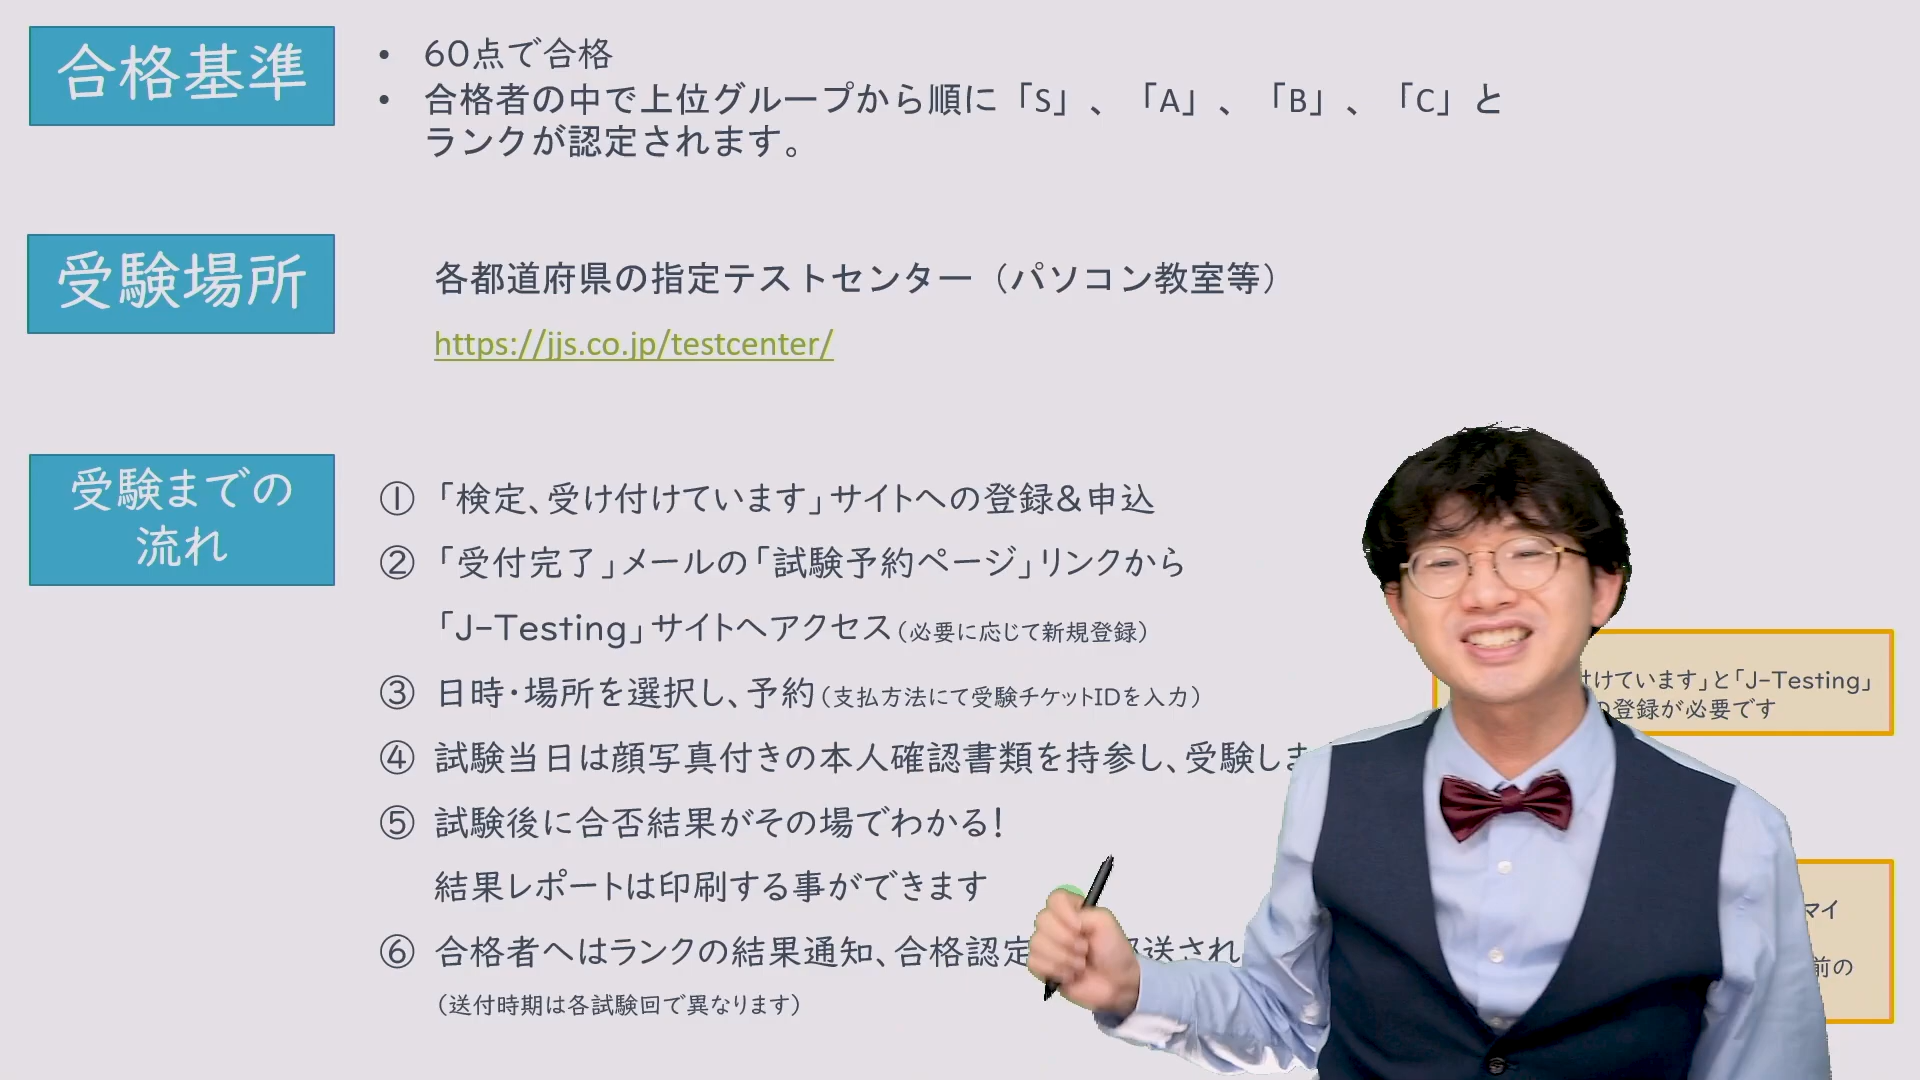 合格基準
• 60点で合格
• 合格者の中で上位グループから順に「S」、「A」、「B」、「C」と
ランクが認定されます。
受験場所
各都道府県の指定テストセンター（パソコン教室等）
https://jjs.co.jp/testcenter/
受験までの
流れ
① 「検定、受け付けています」サイトへの登録＆申込
② 「受付完了」メールの「試験予約ページ」リンクから
「J-Testing」サイトへアクセス（必要に応じて新規登録）
③ 日時・場所を選択し、予約（支払方法にて受験チケットIDを入力）
④ 試験当日は顔写真付きの本人確認書類を持参し、受験しま
⑤ 試験後に合否結果がその場でわかる！
結果レポートは印刷する事ができます
⑥ 合格者へはランクの結果通知、合格認定 送され
（送付時期は各試験回で異なります）
付けています」と「J-Testing」
の登録が必要です
マイ
前の